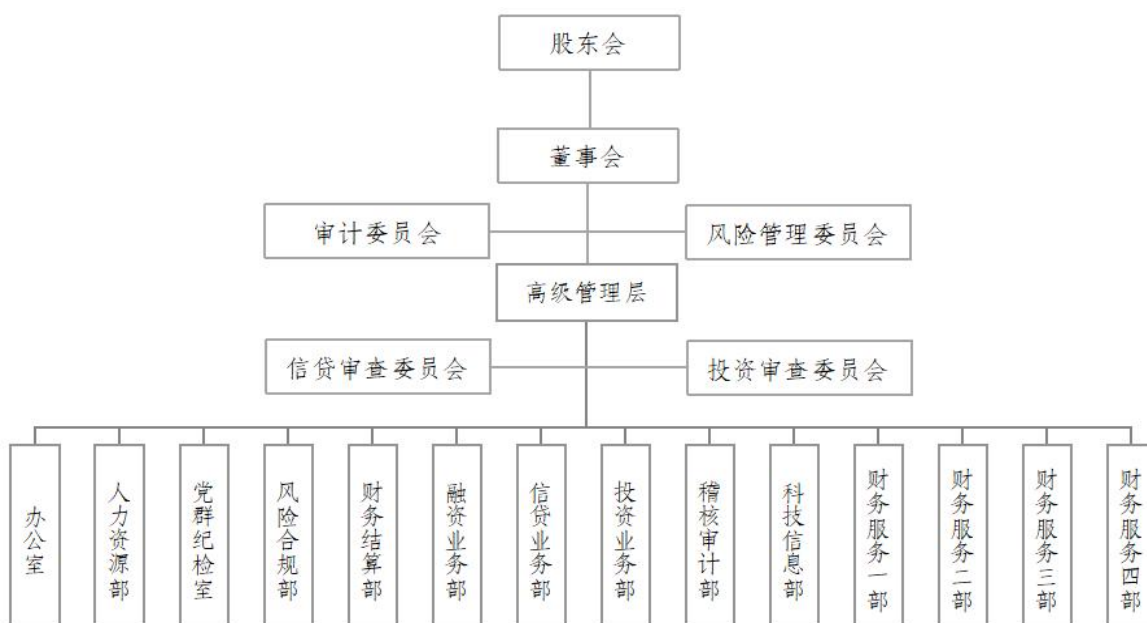 股东会
董事会
审计委员会
风险管理委员会
高级管理层
信贷审查委员会
投资审查委员会
办公室
人力资源部
党群纪检室
风险合规部
财务结算部
融资业务部
信贷业务部
投资业务部
稽核审计部
科技信息部
财务服务一部
财务服务二部
财务服务三部
财务服务四部